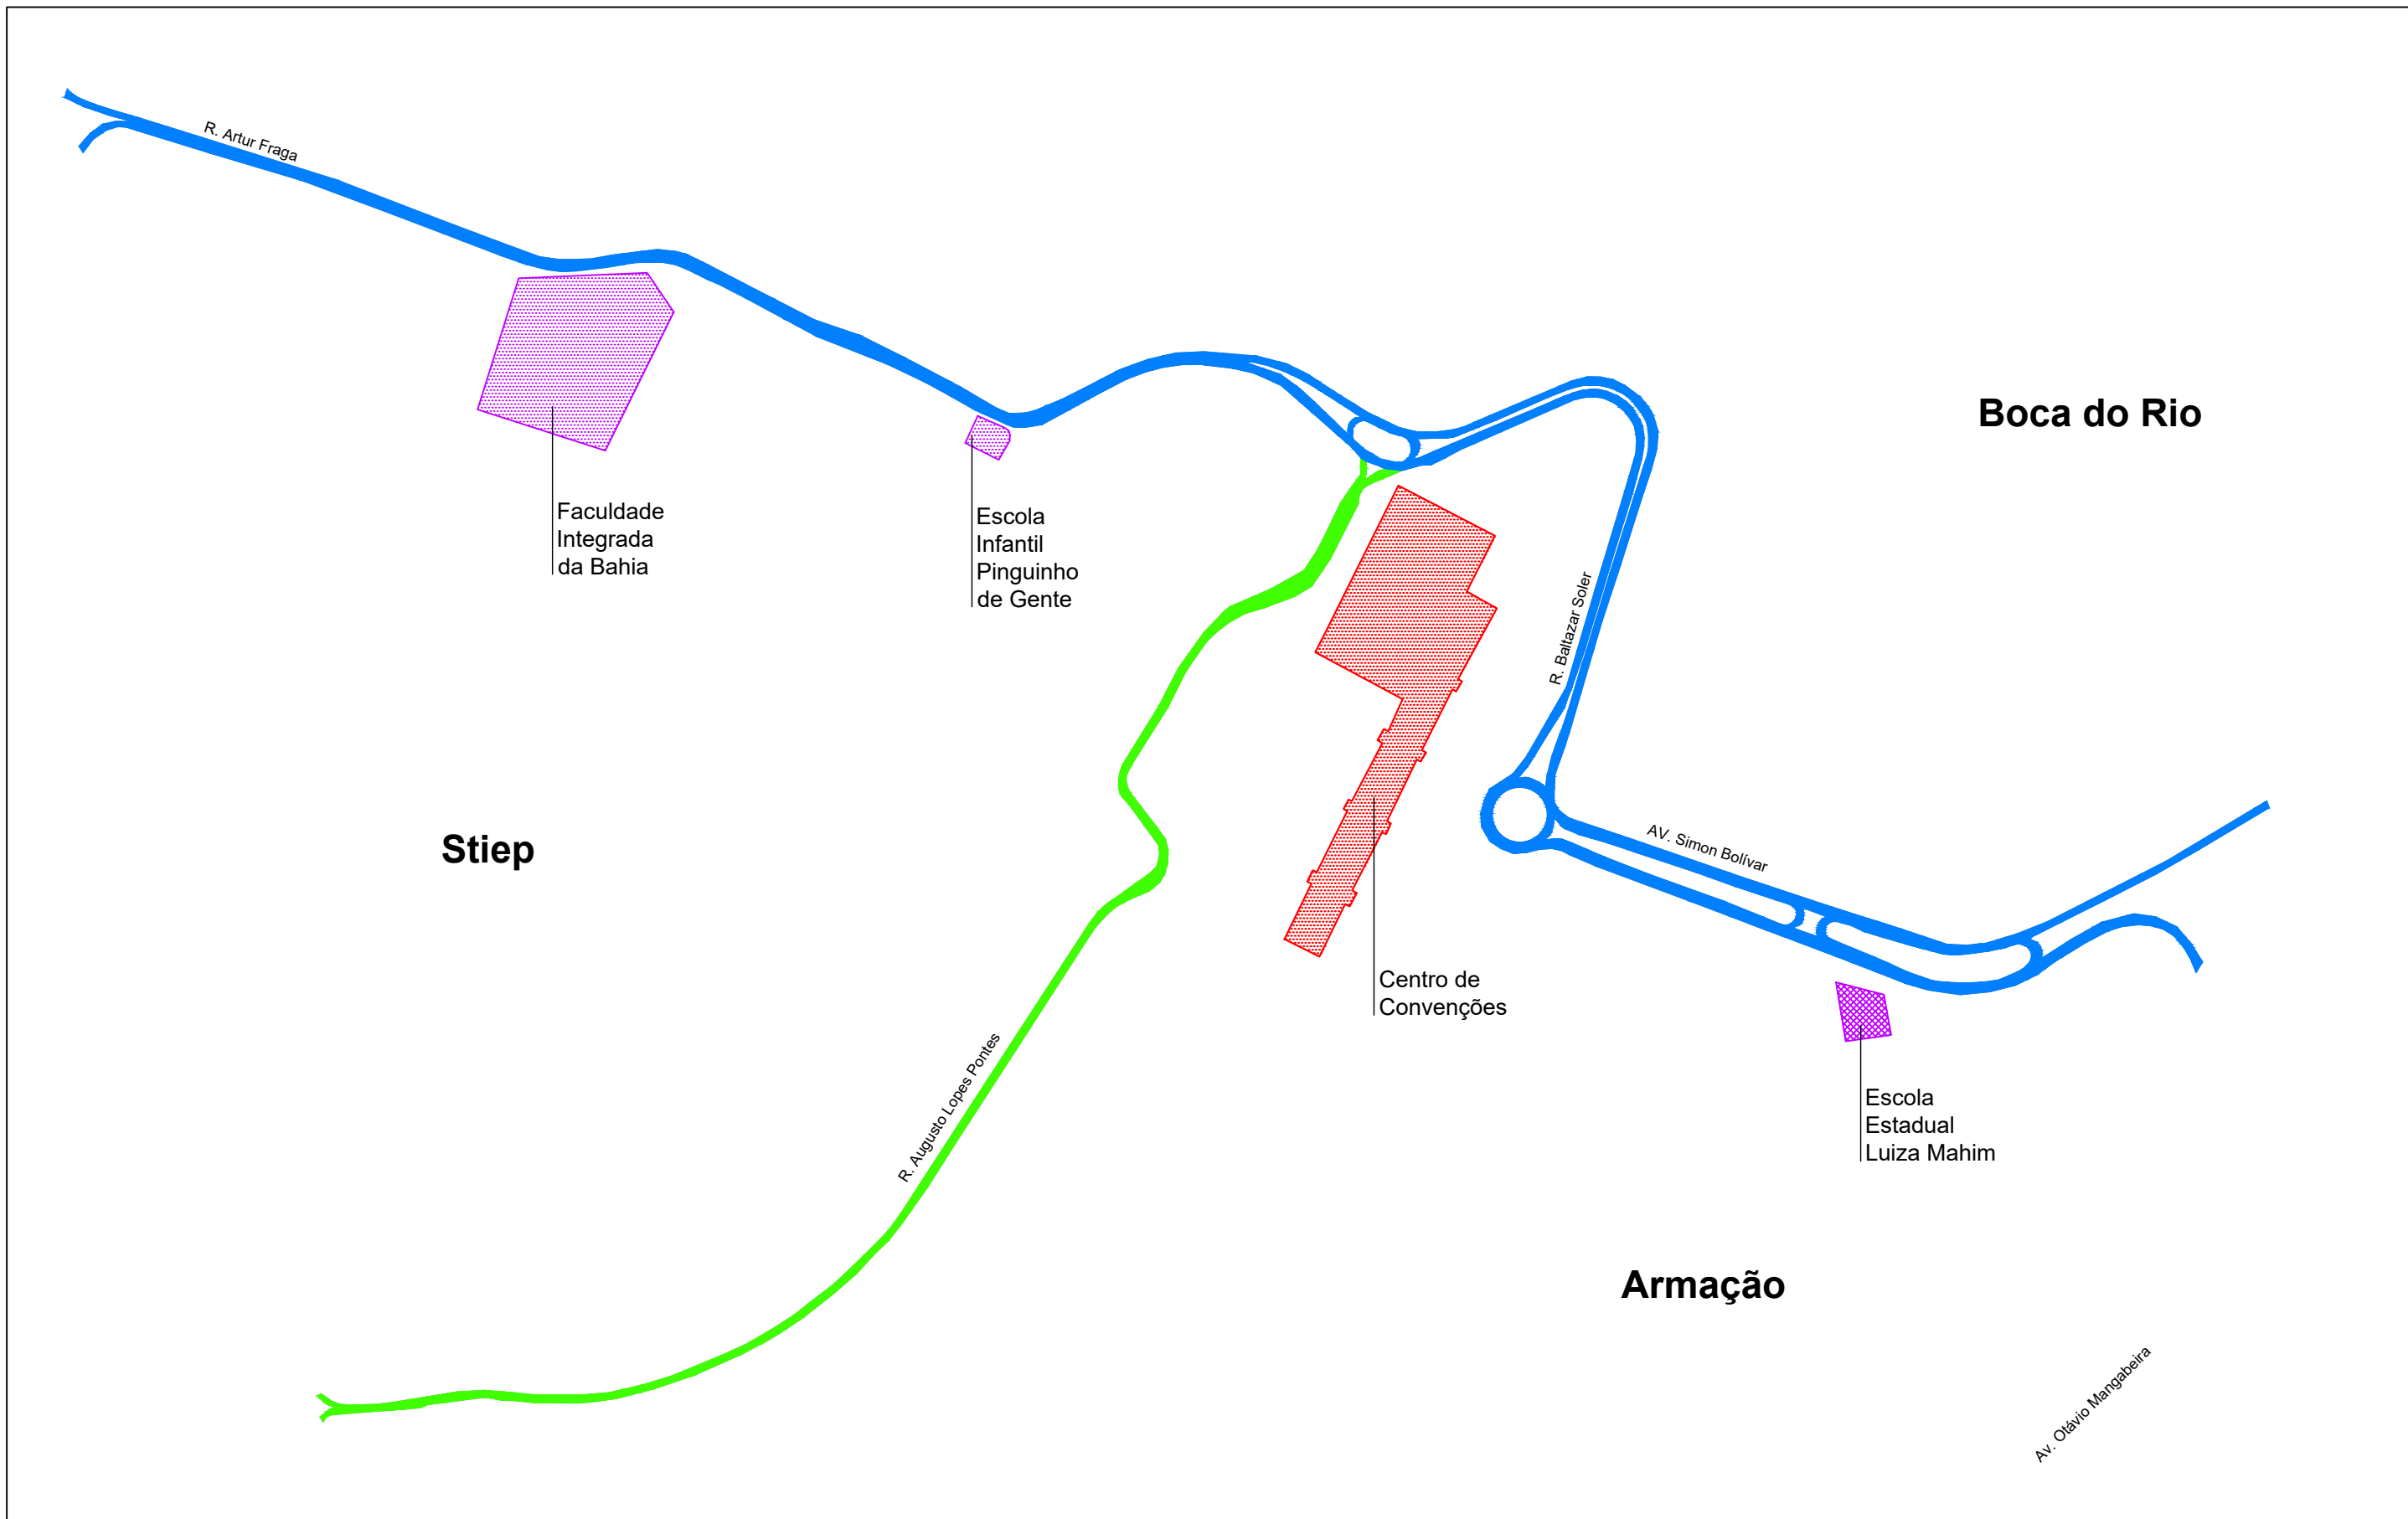 R. Artur Fraga
Boca do Rio
Faculdade
Integrada
da Bahia
Escola
Infantil
Pinguinho
de Gente
R. Baltazar Soler
Stiep
AV. Simon Bolívar
Centro de
Convenções
R. Augusto Lopes Pontes
Escola
Estadual
Luiza Mahim
Armação
Av. Otávio Mangabeira